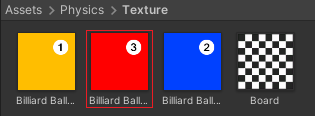 Assets > Physics > Texture
1 3 2
Billiard Ball... Billiard Ball... Billiard Ball... Board